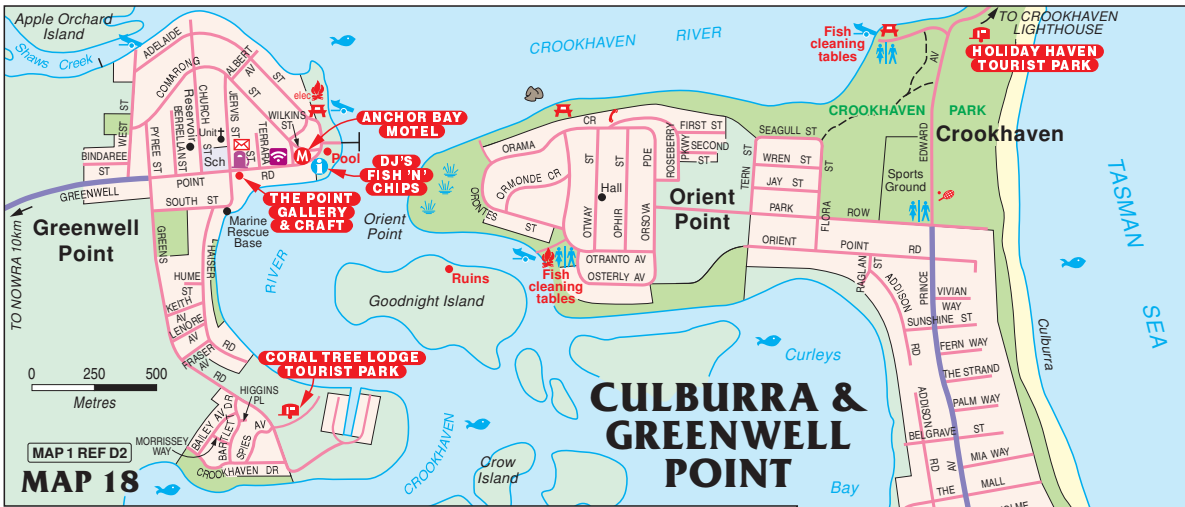 Apple Orchard
Island
Shaws Creek
ADELAIDE
ST
COMARONG
ST
ALBERT
AV
ST
WEST
ST
BINDAREE
ST
PYREE ST
Reservoir
BERRELLAN ST
CHURCH
ST
Unit
Sch
JERVIS ST
TERRARA
WILKINS
ST
elec
M
ANCHOR BAY
MOTEL
Pool
i
DJ'S
FISH 'N'
CHIPS
GREENWELL
POINT
RD
SOUTH ST
THE POINT
GALLERY
& CRAFT
TO NOWRA 10km
Greenwell
Point
Marine
Rescue
Base
GREENS
RD
RIVER
HUME
ST
KEITH
AV
LENORE
AV
FRASER
AV
RD
0 250 500
Metres
CORAL TREE LODGE
TOURIST PARK
HIGGINS
PL
BAILEY AV
DR
BARTLETT
SPIES
AV
MORRISSEY
WAY
CROOKHAVEN DR
MAP 1 REF D2
MAP 18
CROOKHAVEN RIVER
Fish
cleaning
tables
TO CROOKHAVEN
LIGHTHOUSE
HOLIDAY HAVEN
TOURIST PARK
AV
CROOKHAVEN PARK
Crookhaven
EDWARD
Sports
Ground
CR
ORAMA
ORMONDE CR
ORONTES
ST
OTWAY
ST
Hall
OPHIR
ST
ORSOVA
PDE
ROSEBERRY
PKWY
FIRST ST
SECOND
ST
Orient
Point
SEAGULL ST
WREN ST
JAY ST
PARK ROW
TERN ST
FLORA
ST
ORIENT POINT RD
OTRANTO AV
OSTERLY AV
Fish
cleaning
tables
Orient
Point
Ruins
Goodnight Island
RAGLAN
ST
ADDISON
RD
PRINCE
VIVIAN
WAY
SUNSHINE ST
FERN WAY
THE STRAND
PALM WAY
ADDISON
BELGRAVE ST
MIA WAY
RD
AV
THE MALL
Culburra
TASMAN
SEA
Curleys
Bay
CROOKHAVEN
Crow
Island
CULBURRA &
GREENWELL
POINT